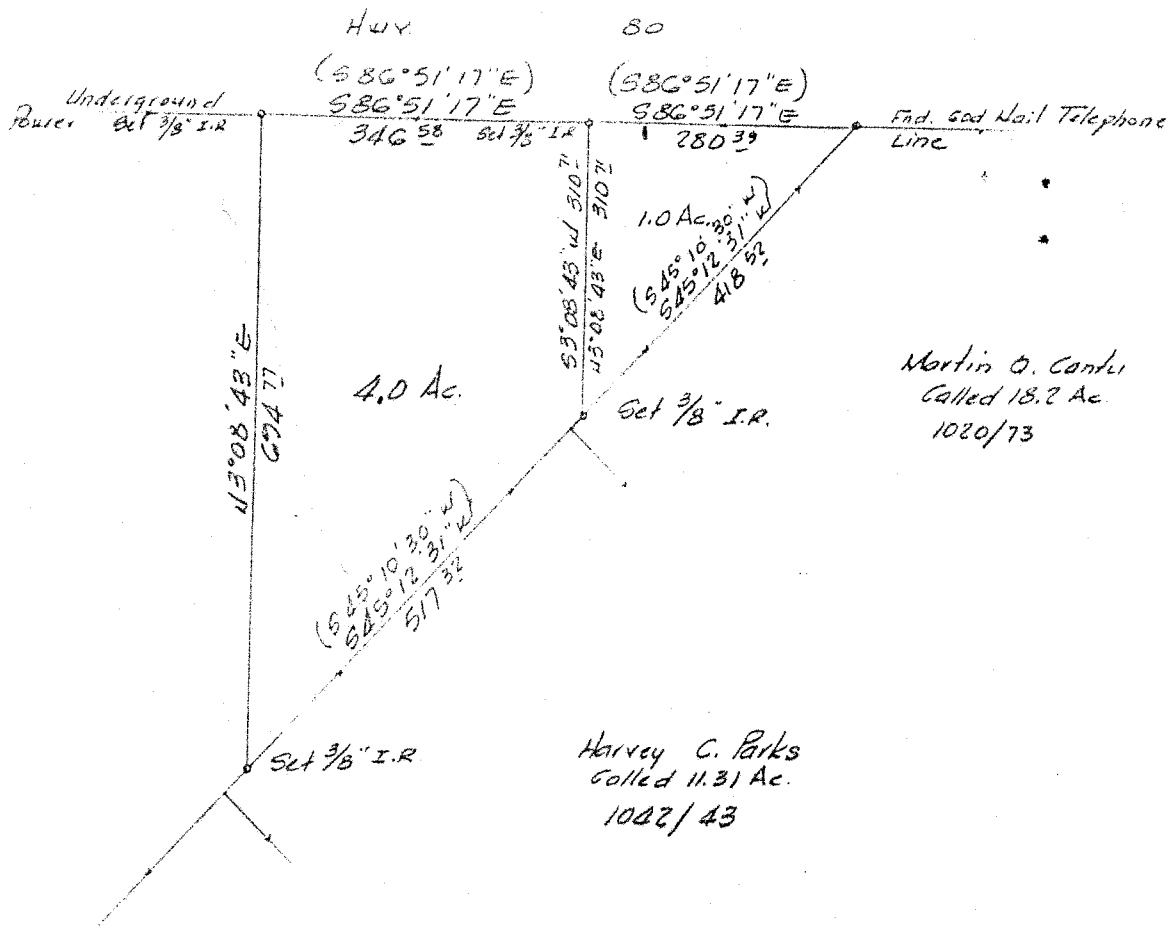 Hwy. 80
(S86°51'17"E) (S86°51'17"E)
S86°51'17"E S86°51'17"E
Underground
Power Set 3/8" I.R
346 58 Set 3/8" I.R
280 39
Fnd. 60d Nail Telephone
Line
S3°08'43"W 310 71
N3°08'43"E 310 71
1.0 Ac.
(S45°10'30"W)
S45°12'31"W
418 52
N3°08'43"E
694 77
4.0 Ac.
Set 3/8" I.R.
Martin O. Cantu
Called 18.2 Ac.
1020/73
(S45°10'30"W)
S45°12'31"W
517 32
Set 3/8" I.R
Harvey C. Parks
Called 11.31 Ac.
1042/43